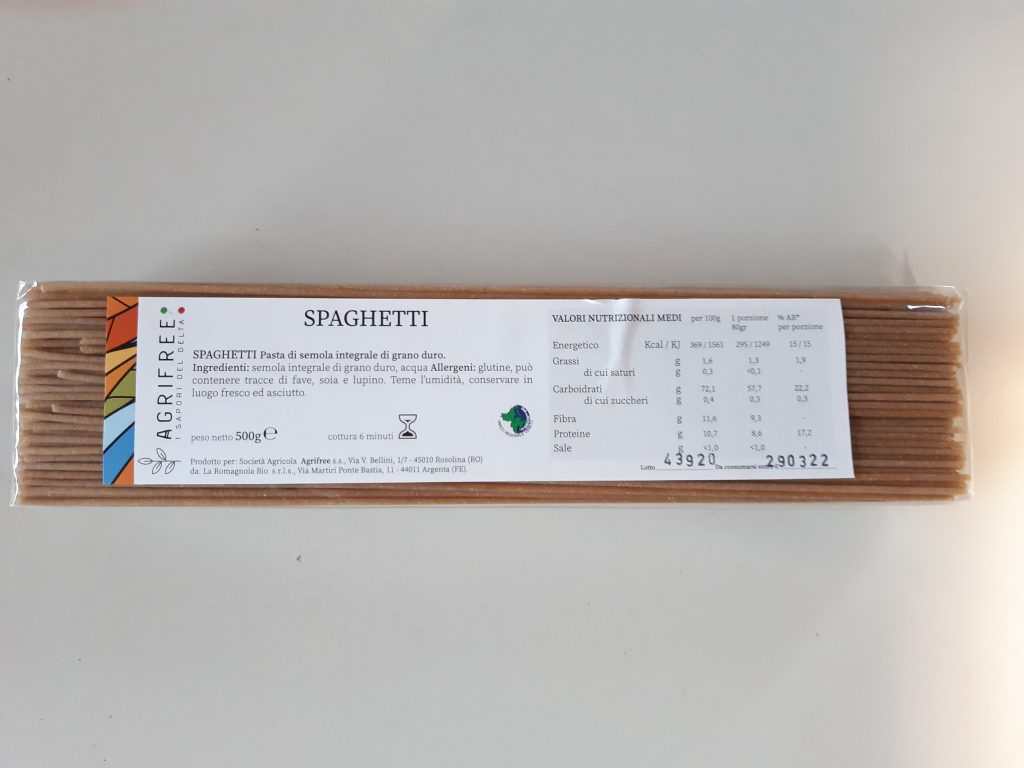 AGRIFREE
I SAPORI DEL DELTA
SPAGHETTI
SPAGHETTI Pasta di semola integrale di grano duro.
Ingredienti: semola integrale di grano duro, acqua Allergeni: glutine, può
contenere tracce di fave, soia e lupino. Teme l'umidità, conservare in
luogo fresco ed asciutto.
peso netto 500g e cottura 6 minuti
Prodotto per: Società Agricola Agrifree s.s., Via V. Bellini, 1/7 - 45010 Rosolina (RO)
da: La Romagnola Bio s.r.l.s., Via Martiri Ponte Bastia, 11 - 44011 Argenta (FE).
VALORI NUTRIZIONALI MEDI per 100g 1 porzione % AR*
80gr per porzione
Energetico Kcal / KJ 369 / 1561 295 / 1249 15 / 15
Grassi g 1,6 1,3 1,9
di cui saturi g 0,3 <0,1 -
Carboidrati g 72,1 57,7 22,2
di cui zuccheri g 0,4 0,3 0,3
Fibra g 11,6 9,3 -
Proteine g 10,7 8,6 17,2
Sale g <1,0 <1,0 -
Lotto 43920 Da consumarsi 290322